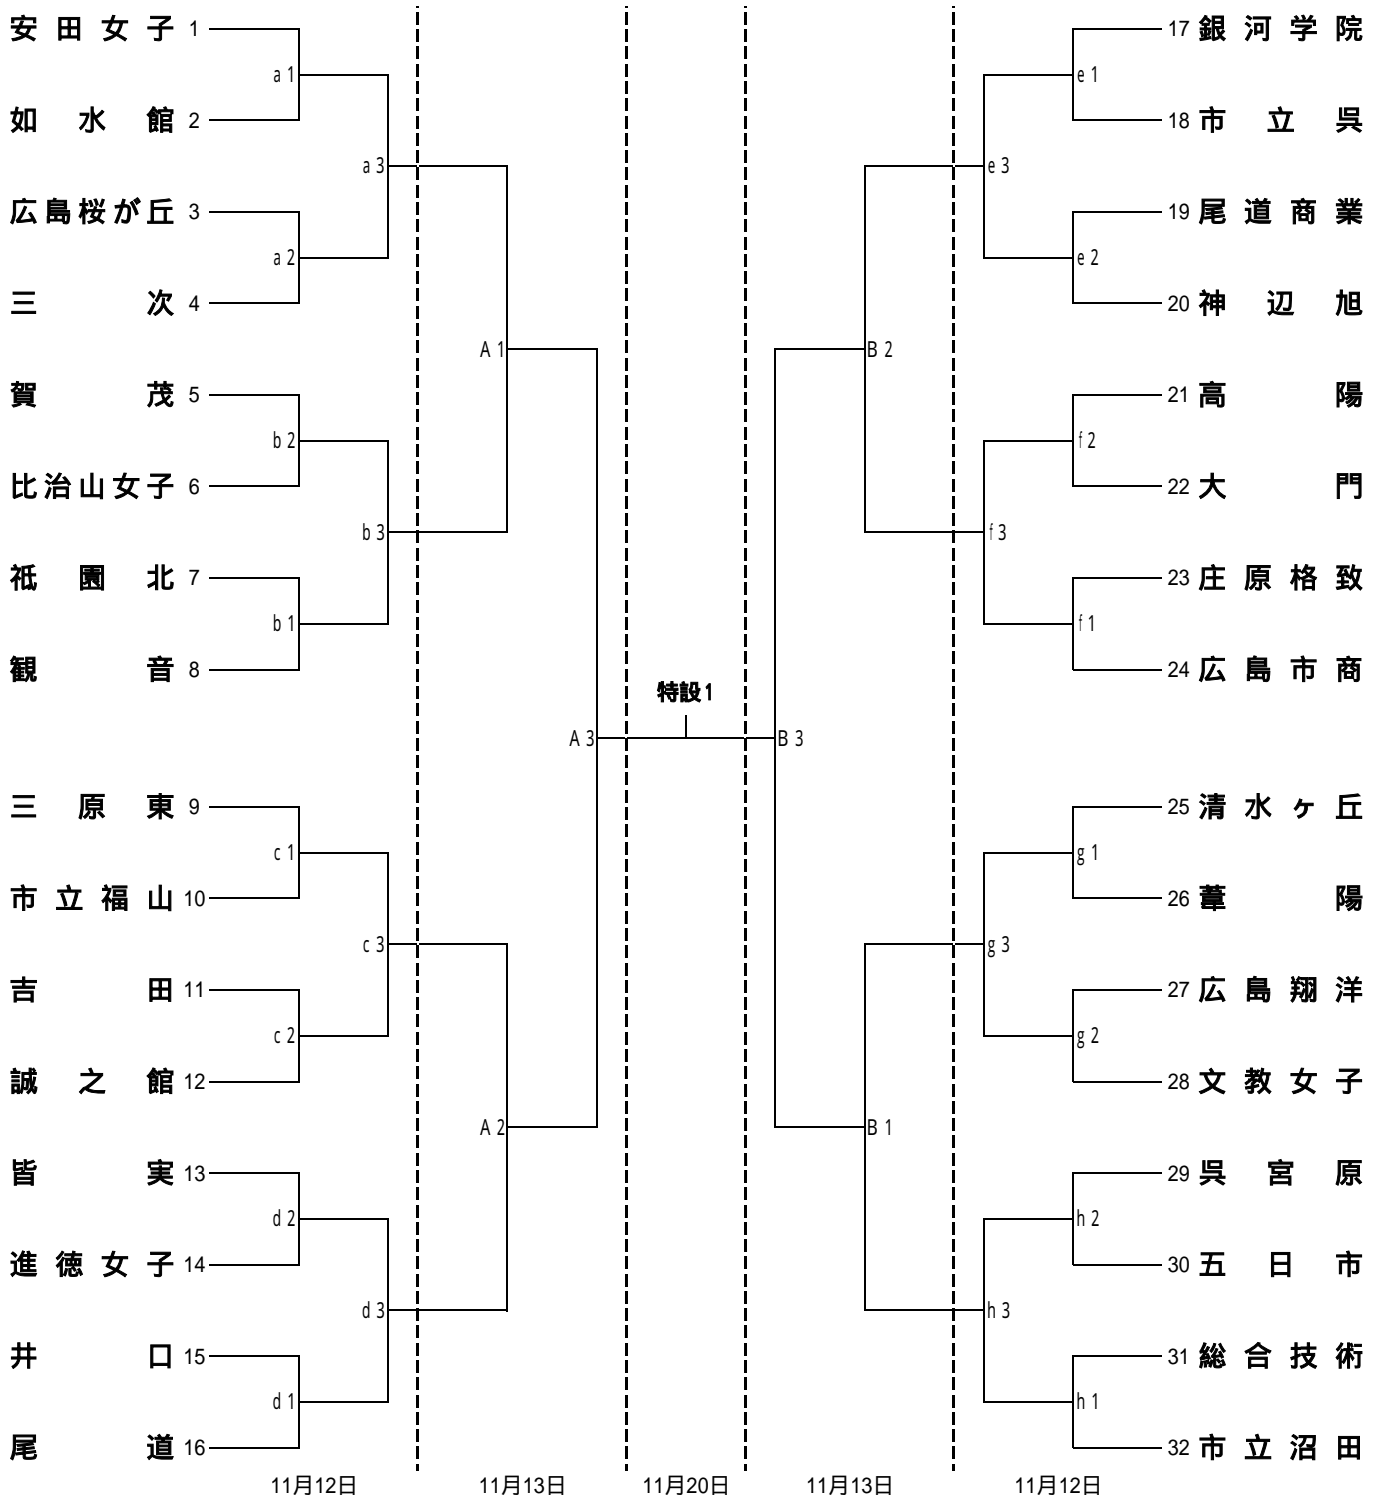 安田女子 1
17 銀河学院
a1
e1
如水館 2
18 市立呉
a3
e3
広島桜が丘 3
19 尾道商業
a2
e2
三次 4
20 神辺旭
A1
B2
賀茂 5
21 高陽
b2
f2
比治山女子 6
22 大門
b3
f3
祇園北 7
23 庄原格致
b1
f1
観音 8
24 広島市商
特設1
A3
B3
三原東 9
25 清水ヶ丘
c1
g1
市立福山 10
26 葦陽
c3
g3
吉田 11
27 広島翔洋
c2
g2
誠之館 12
28 文教女子
A2
B1
皆実 13
29 呉宮原
d2
h2
進徳女子 14
30 五日市
d3
h3
井口 15
31 総合技術
d1
h1
尾道 16
32 市立沼田
11月12日 11月13日 11月20日 11月13日 11月12日